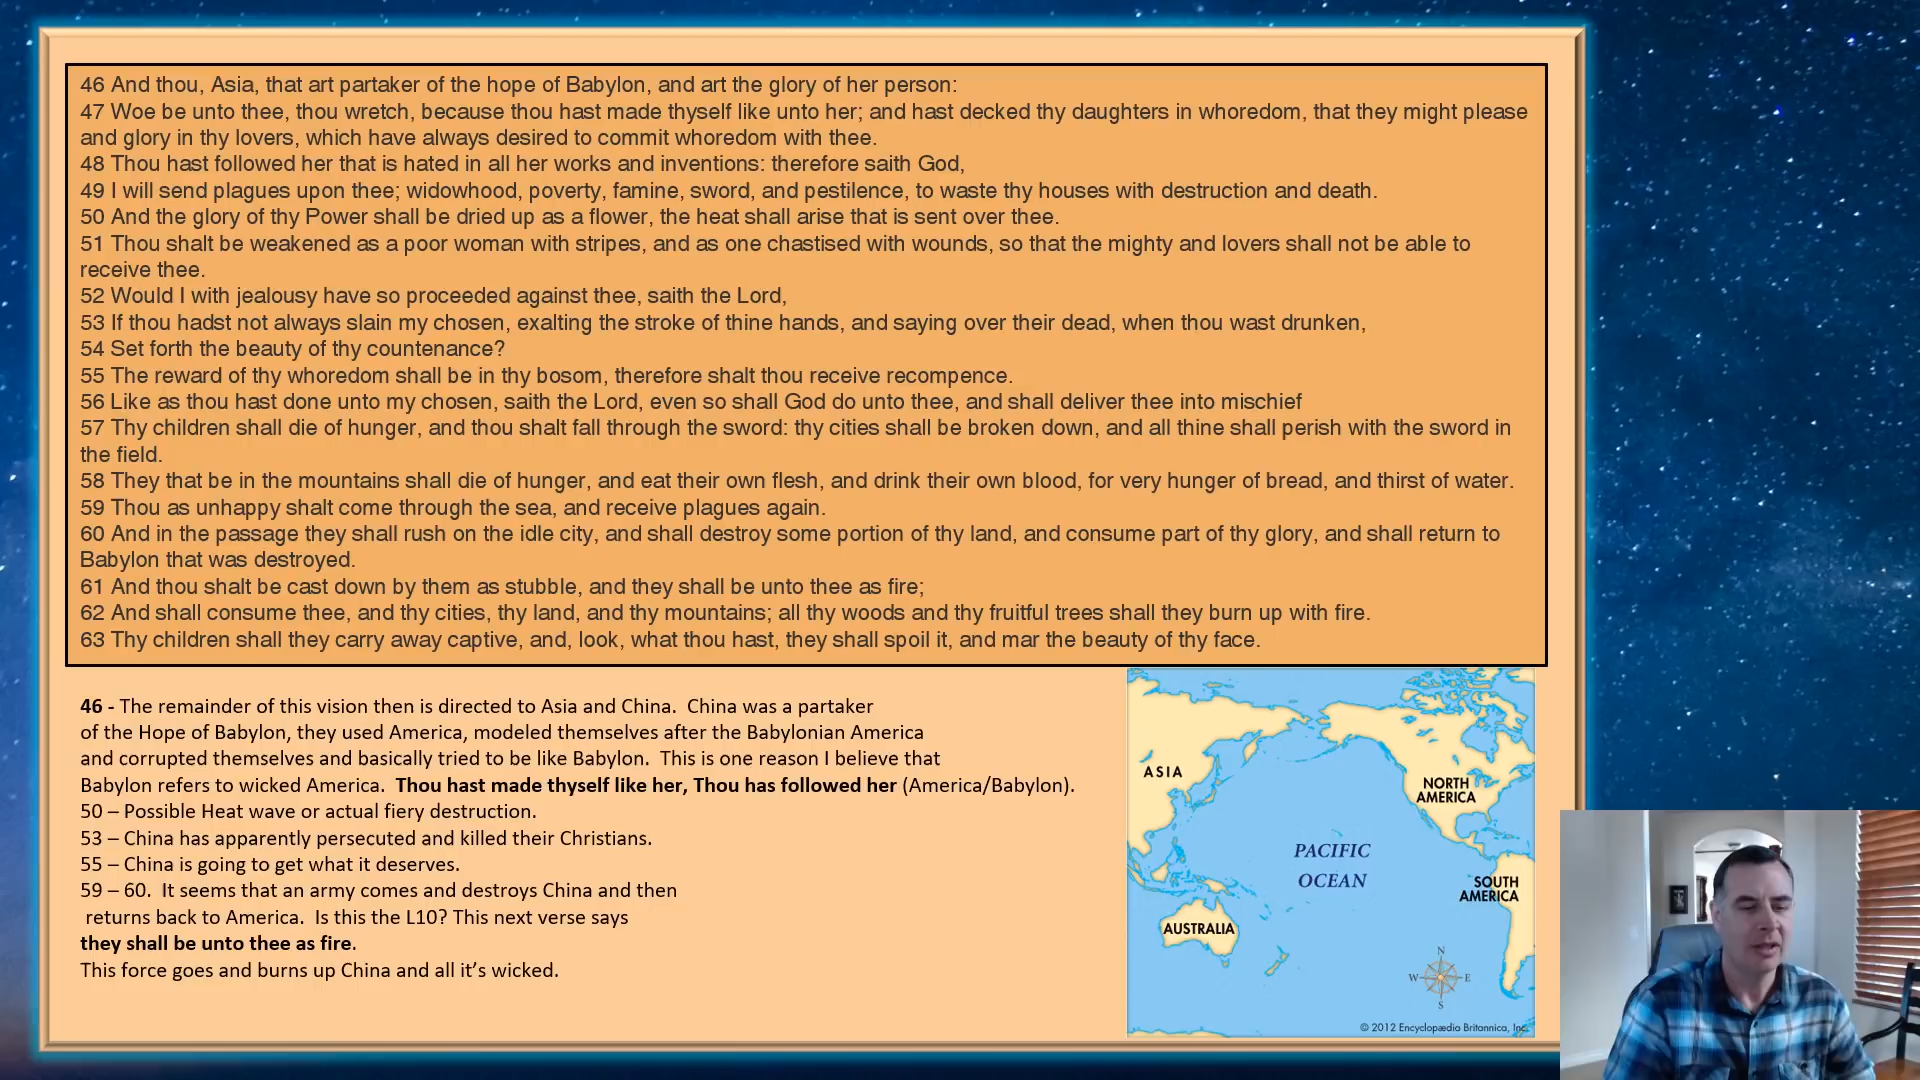 46 And thou, Asia, that art partaker of the hope of Babylon, and art the glory of her person:
47 Woe be unto thee, thou wretch, because thou hast made thyself like unto her; and hast decked thy daughters in whoredom, that they might please
and glory in thy lovers, which have always desired to commit whoredom with thee.
48 Thou hast followed her that is hated in all her works and inventions: therefore saith God,
49 I will send plagues upon thee; widowhood, poverty, famine, sword, and pestilence, to waste thy houses with destruction and death.
50 And the glory of thy Power shall be dried up as a flower, the heat shall arise that is sent over thee.
51 Thou shalt be weakened as a poor woman with stripes, and as one chastised with wounds, so that the mighty and lovers shall not be able to
receive thee.
52 Would I with jealousy have so proceeded against thee, saith the Lord,
53 If thou hadst not always slain my chosen, exalting the stroke of thine hands, and saying over their dead, when thou wast drunken,
54 Set forth the beauty of thy countenance?
55 The reward of thy whoredom shall be in thy bosom, therefore shalt thou receive recompence.
56 Like as thou hast done unto my chosen, saith the Lord, even so shall God do unto thee, and shall deliver thee into mischief
57 Thy children shall die of hunger, and thou shalt fall through the sword: thy cities shall be broken down, and all thine shall perish with the sword in
the field.
58 They that be in the mountains shall die of hunger, and eat their own flesh, and drink their own blood, for very hunger of bread, and thirst of water.
59 Thou as unhappy shalt come through the sea, and receive plagues again.
60 And in the passage they shall rush on the idle city, and shall destroy some portion of thy land, and consume part of thy glory, and shall return to
Babylon that was destroyed.
61 And thou shalt be cast down by them as stubble, and they shall be unto thee as fire;
62 And shall consume thee, and thy cities, thy land, and thy mountains; all thy woods and thy fruitful trees shall they burn up with fire.
63 Thy children shall they carry away captive, and, look, what thou hast, they shall spoil it, and mar the beauty of thy face.
46 - The remainder of this vision then is directed to Asia and China.  China was a partaker
of the Hope of Babylon, they used America, modeled themselves after the Babylonian America
and corrupted themselves and basically tried to be like Babylon.  This is one reason I believe that
Babylon refers to wicked America.  Thou hast made thyself like her, Thou has followed her (America/Babylon).
50 – Possible Heat wave or actual fiery destruction.
53 – China has apparently persecuted and killed their Christians.
55 – China is going to get what it deserves.
59 – 60.  It seems that an army comes and destroys China and then
returns back to America.  Is this the L10? This next verse says
they shall be unto thee as fire.
This force goes and burns up China and all it's wicked.
ASIA
NORTH
AMERICA
PACIFIC
OCEAN
SOUTH
AMERICA
AUSTRALIA
N
W E
S
© 2012 Encyclopædia Britannica, Inc.